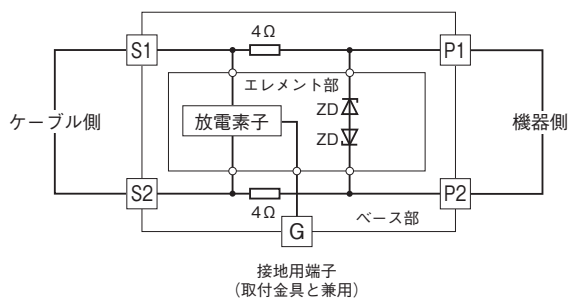 4Ω
S1
P1
エレメント部
ZD
放電素子
ケーブル側
機器側
ZD
S2
P2
4Ω
ベース部
G
接地用端子
(取付金具と兼用)